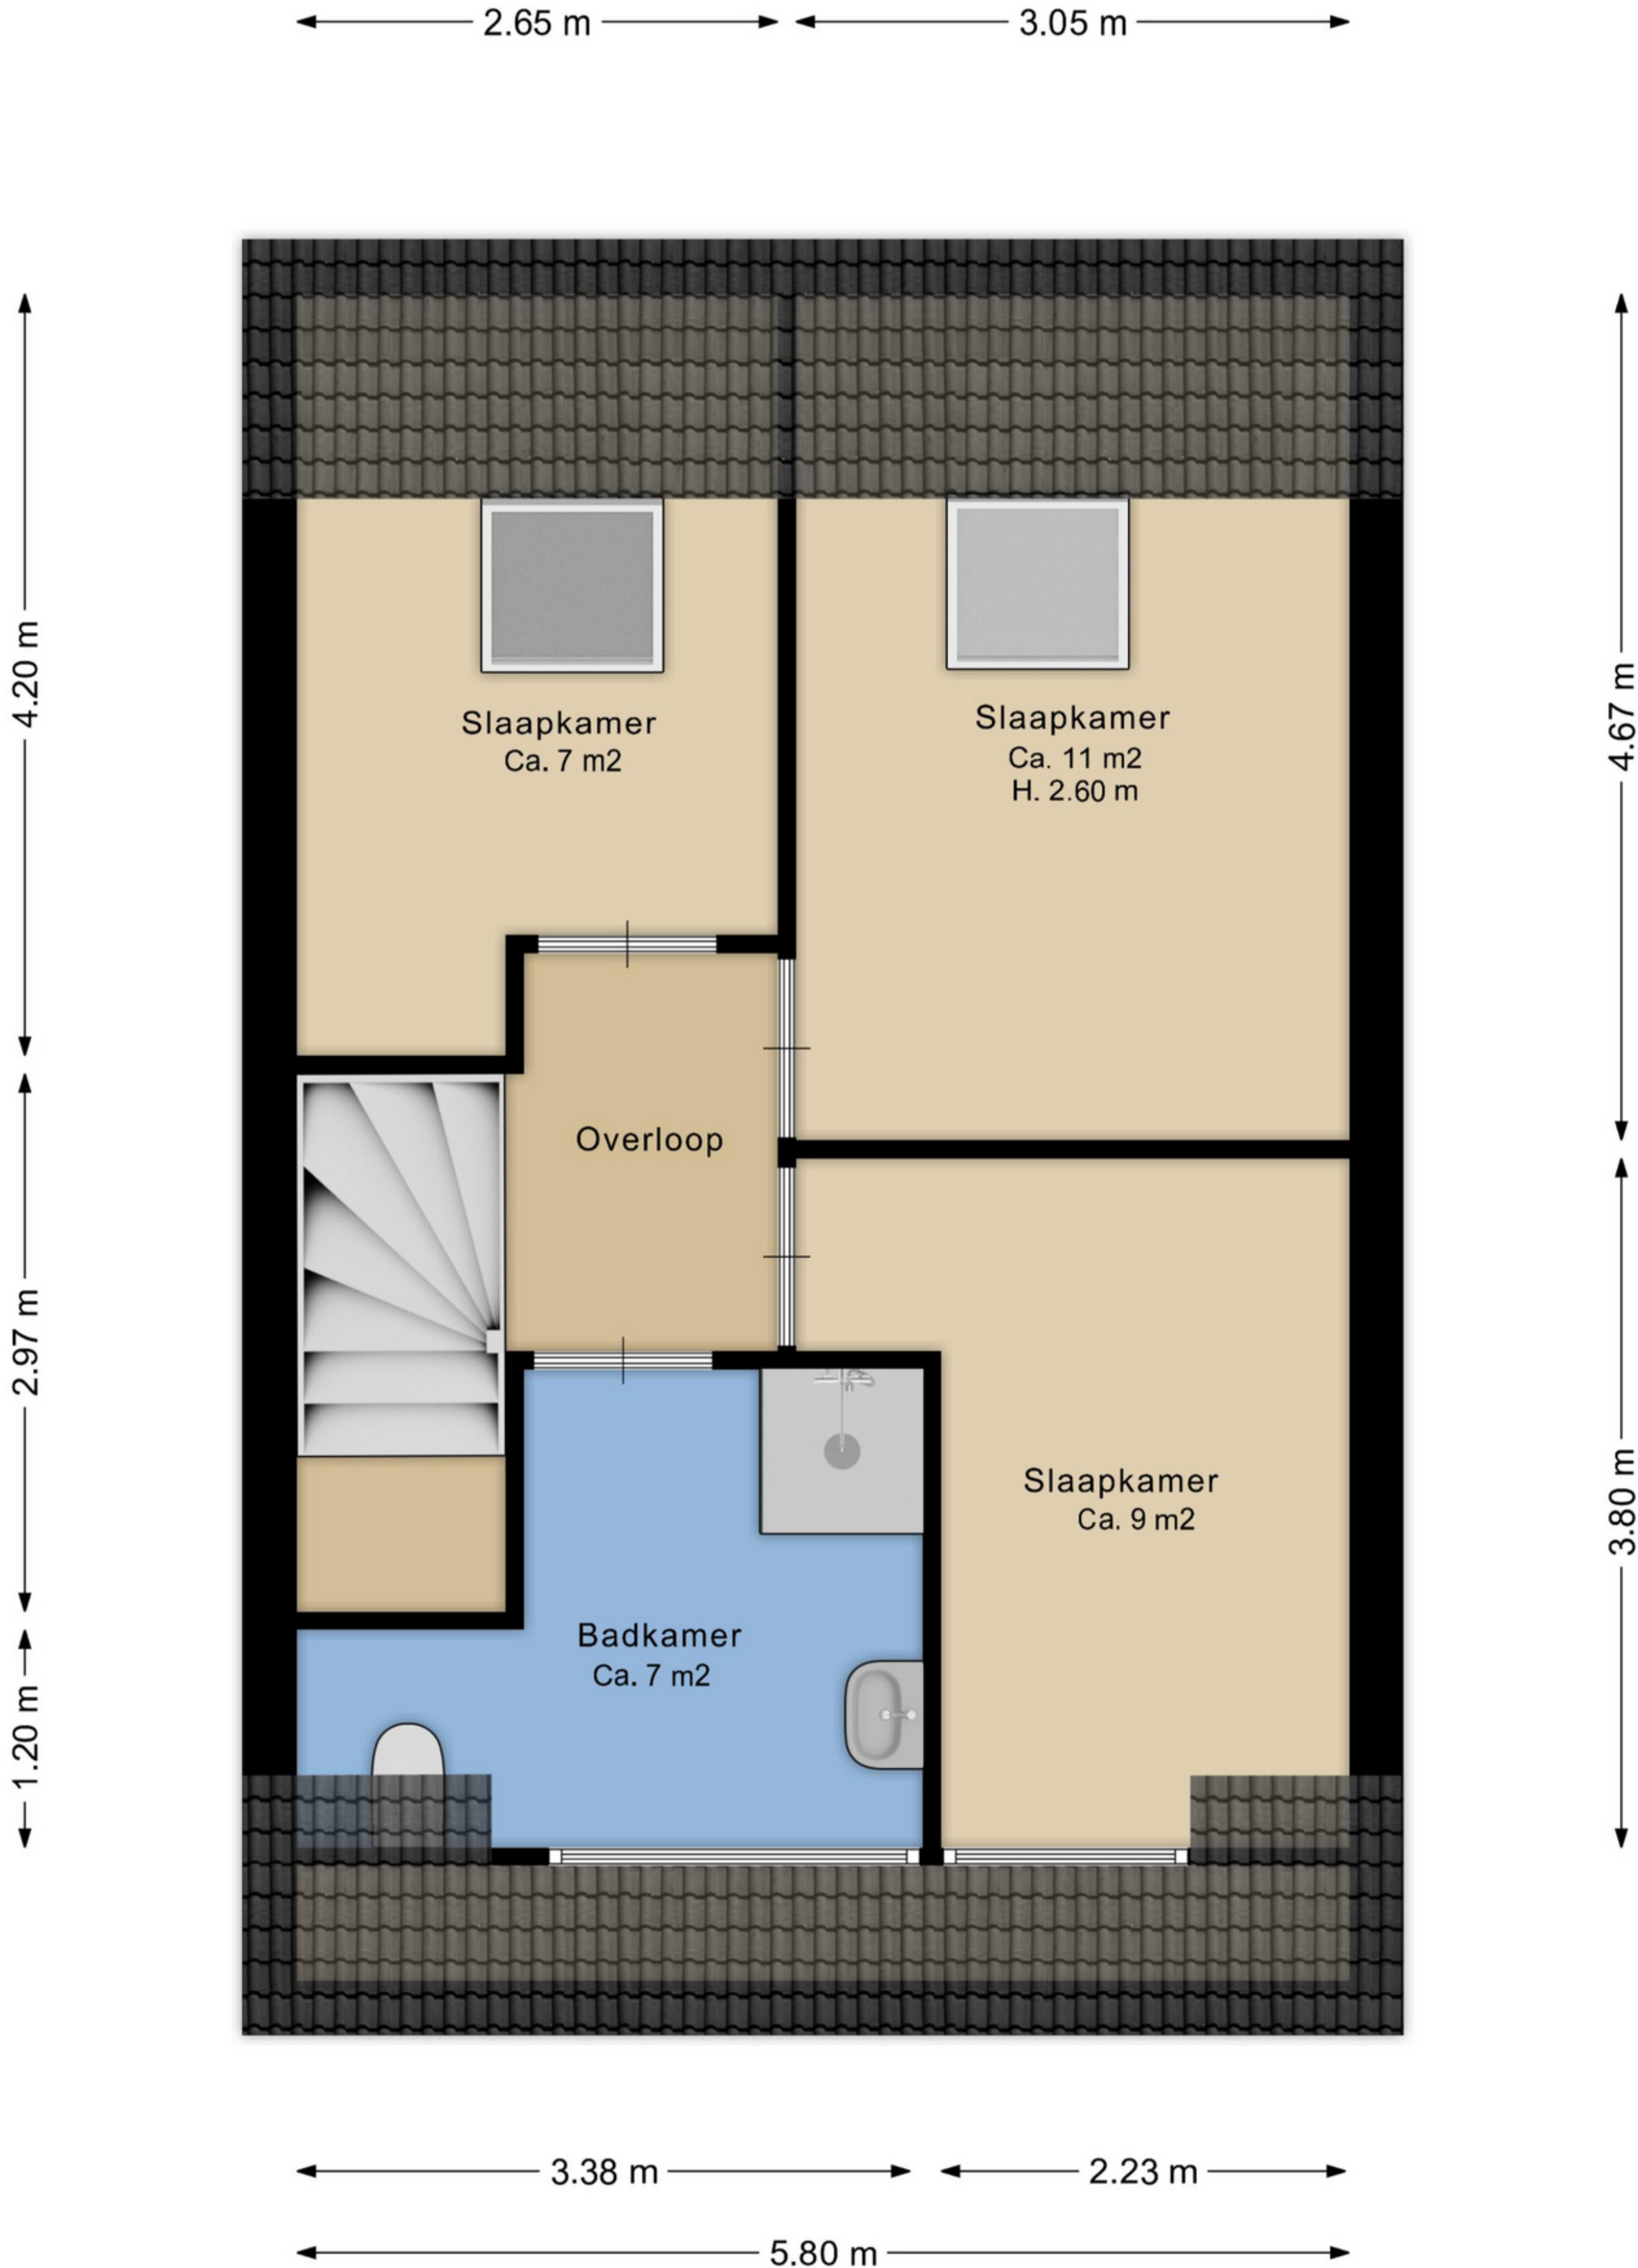 2.65 m
3.05 m
4.20 m
4.67 m
Slaapkamer
Ca. 7 m2
Slaapkamer
Ca. 11 m2
H. 2.60 m
Overloop
2.97 m
3.80 m
Slaapkamer
Ca. 9 m2
Badkamer
Ca. 7 m2
1.20 m
3.38 m
2.23 m
5.80 m